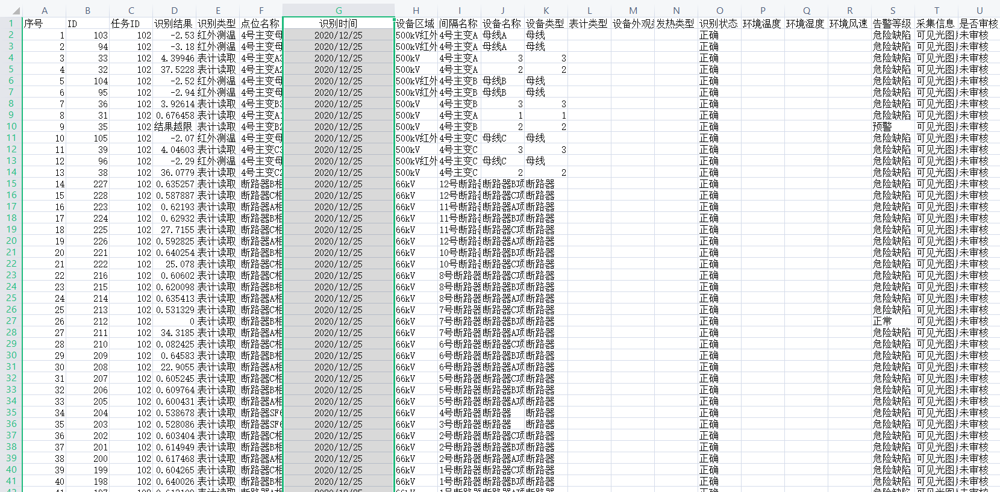 A B C D E F G H I J K L M N O P Q R S T U
1 序号 ID 任务ID 识别结果 识别类型 点位名称 识别时间 设备区域 间隔名称 设备名称 设备类型 表计类型 设备外观 发热类型 识别状态 环境温度 环境湿度 环境风速 告警等级 采集信息 是否审核
2 1 103 102 -2.53 红外测温 4号主变母 2020/12/25 500kV红外 4号主变A 母线A 母线 正确 危险缺陷 可见光图 未审核
3 2 94 102 -3.18 红外测温 4号主变母 2020/12/25 500kV红外 4号主变A 母线A 母线 正确 危险缺陷 可见光图 未审核
4 3 33 102 4.39946 表计读取 4号主变A3 2020/12/25 500kV 4号主变A 3 3 正确 危险缺陷 可见光图 未审核
5 4 32 102 37.5228 表计读取 4号主变A2 2020/12/25 500kV 4号主变A 2 2 正确 危险缺陷 可见光图 未审核
6 5 104 102 -2.52 红外测温 4号主变母 2020/12/25 500kV红外 4号主变B 母线B 母线 正确 危险缺陷 可见光图 未审核
7 6 95 102 -2.94 红外测温 4号主变母 2020/12/25 500kV红外 4号主变B 母线B 母线 正确 危险缺陷 可见光图 未审核
8 7 36 102 3.92614 表计读取 4号主变B3 2020/12/25 500kV 4号主变B 3 3 正确 危险缺陷 可见光图 未审核
9 8 31 102 0.676458 表计读取 4号主变A1 2020/12/25 500kV 4号主变A 1 1 正确 危险缺陷 可见光图 未审核
10 9 35 102 结果越限 表计读取 4号主变B2 2020/12/25 500kV 4号主变B 2 2 正确 预警 可见光图 未审核
11 10 105 102 -2.07 红外测温 4号主变母 2020/12/25 500kV红外 4号主变C 母线C 母线 正确 危险缺陷 可见光图 未审核
12 11 39 102 4.04603 表计读取 4号主变C3 2020/12/25 500kV 4号主变C 3 3 正确 危险缺陷 可见光图 未审核
13 12 96 102 -2.29 红外测温 4号主变母 2020/12/25 500kV红外 4号主变C 母线C 母线 正确 危险缺陷 可见光图 未审核
14 13 38 102 36.0779 表计读取 4号主变C2 2020/12/25 500kV 4号主变C 2 2 正确 危险缺陷 可见光图 未审核
15 14 227 102 0.635257 表计读取 断路器B相 2020/12/25 66kV 12号断路 断路器B 断路器 正确 危险缺陷 可见光图 未审核
16 15 228 102 0.587887 表计读取 断路器C相 2020/12/25 66kV 12号断路 断路器C 断路器 正确 危险缺陷 可见光图 未审核
17 16 223 102 0.62193 表计读取 断路器A相 2020/12/25 66kV 11号断路 断路器A 断路器 正确 危险缺陷 可见光图 未审核
18 17 224 102 0.62932 表计读取 断路器B相 2020/12/25 66kV 11号断路 断路器B 断路器 正确 危险缺陷 可见光图 未审核
19 18 225 102 27.7155 表计读取 断路器C相 2020/12/25 66kV 11号断路 断路器C 断路器 正确 危险缺陷 可见光图 未审核
20 19 226 102 0.592825 表计读取 断路器A相 2020/12/25 66kV 12号断路 断路器A 断路器 正确 危险缺陷 可见光图 未审核
21 20 221 102 0.640254 表计读取 断路器B相 2020/12/25 66kV 10号断路 断路器B 断路器 正确 危险缺陷 可见光图 未审核
22 21 222 102 25.078 表计读取 断路器C相 2020/12/25 66kV 10号断路 断路器C 断路器 正确 危险缺陷 可见光图 未审核
23 22 216 102 0.60602 表计读取 断路器C相 2020/12/25 66kV 8号断路器 断路器C 断路器 正确 危险缺陷 可见光图 未审核
24 23 215 102 0.620098 表计读取 断路器B相 2020/12/25 66kV 8号断路器 断路器B 断路器 正确 危险缺陷 可见光图 未审核
25 24 214 102 0.635413 表计读取 断路器A相 2020/12/25 66kV 8号断路器 断路器A 断路器 正确 危险缺陷 可见光图 未审核
26 25 213 102 0.531329 表计读取 断路器C相 2020/12/25 66kV 7号断路器 断路器C 断路器 正确 危险缺陷 可见光图 未审核
27 26 212 102 0 表计读取 断路器B相 2020/12/25 66kV 7号断路器 断路器B 断路器 正确 正常 可见光图 未审核
28 27 211 102 34.3185 表计读取 断路器A相 2020/12/25 66kV 7号断路器 断路器A 断路器 正确 危险缺陷 可见光图 未审核
29 28 210 102 0.082425 表计读取 断路器C相 2020/12/25 66kV 6号断路器 断路器C 断路器 正确 危险缺陷 可见光图 未审核
30 29 209 102 0.64583 表计读取 断路器B相 2020/12/25 66kV 6号断路器 断路器B 断路器 正确 危险缺陷 可见光图 未审核
31 30 208 102 22.9055 表计读取 断路器A相 2020/12/25 66kV 6号断路器 断路器A 断路器 正确 危险缺陷 可见光图 未审核
32 31 207 102 0.605245 表计读取 断路器C相 2020/12/25 66kV 5号断路器 断路器C 断路器 正确 危险缺陷 可见光图 未审核
33 32 206 102 0.609764 表计读取 断路器B相 2020/12/25 66kV 5号断路器 断路器B 断路器 正确 危险缺陷 可见光图 未审核
34 33 205 102 0.600431 表计读取 断路器A相 2020/12/25 66kV 5号断路器 断路器A 断路器 正确 危险缺陷 可见光图 未审核
35 34 204 102 0.538678 表计读取 断路器SF6 2020/12/25 66kV 4号断路器 断路器 断路器 正确 危险缺陷 可见光图 未审核
36 35 203 102 0.528086 表计读取 断路器SF6 2020/12/25 66kV 3号断路器 断路器 断路器 正确 危险缺陷 可见光图 未审核
37 36 202 102 0.603404 表计读取 断路器C相 2020/12/25 66kV 2号断路器 断路器C 断路器 正确 危险缺陷 可见光图 未审核
38 37 201 102 0.614949 表计读取 断路器B相 2020/12/25 66kV 2号断路器 断路器B 断路器 正确 危险缺陷 可见光图 未审核
39 38 200 102 0.617468 表计读取 断路器A相 2020/12/25 66kV 2号断路器 断路器A 断路器 正确 危险缺陷 可见光图 未审核
40 39 199 102 0.604265 表计读取 断路器C相 2020/12/25 66kV 1号断路器 断路器C 断路器 正确 危险缺陷 可见光图 未审核
41 40 198 102 0.640026 表计读取 断路器B相 2020/12/25 66kV 1号断路器 断路器B 断路器 正确 危险缺陷 可见光图 未审核